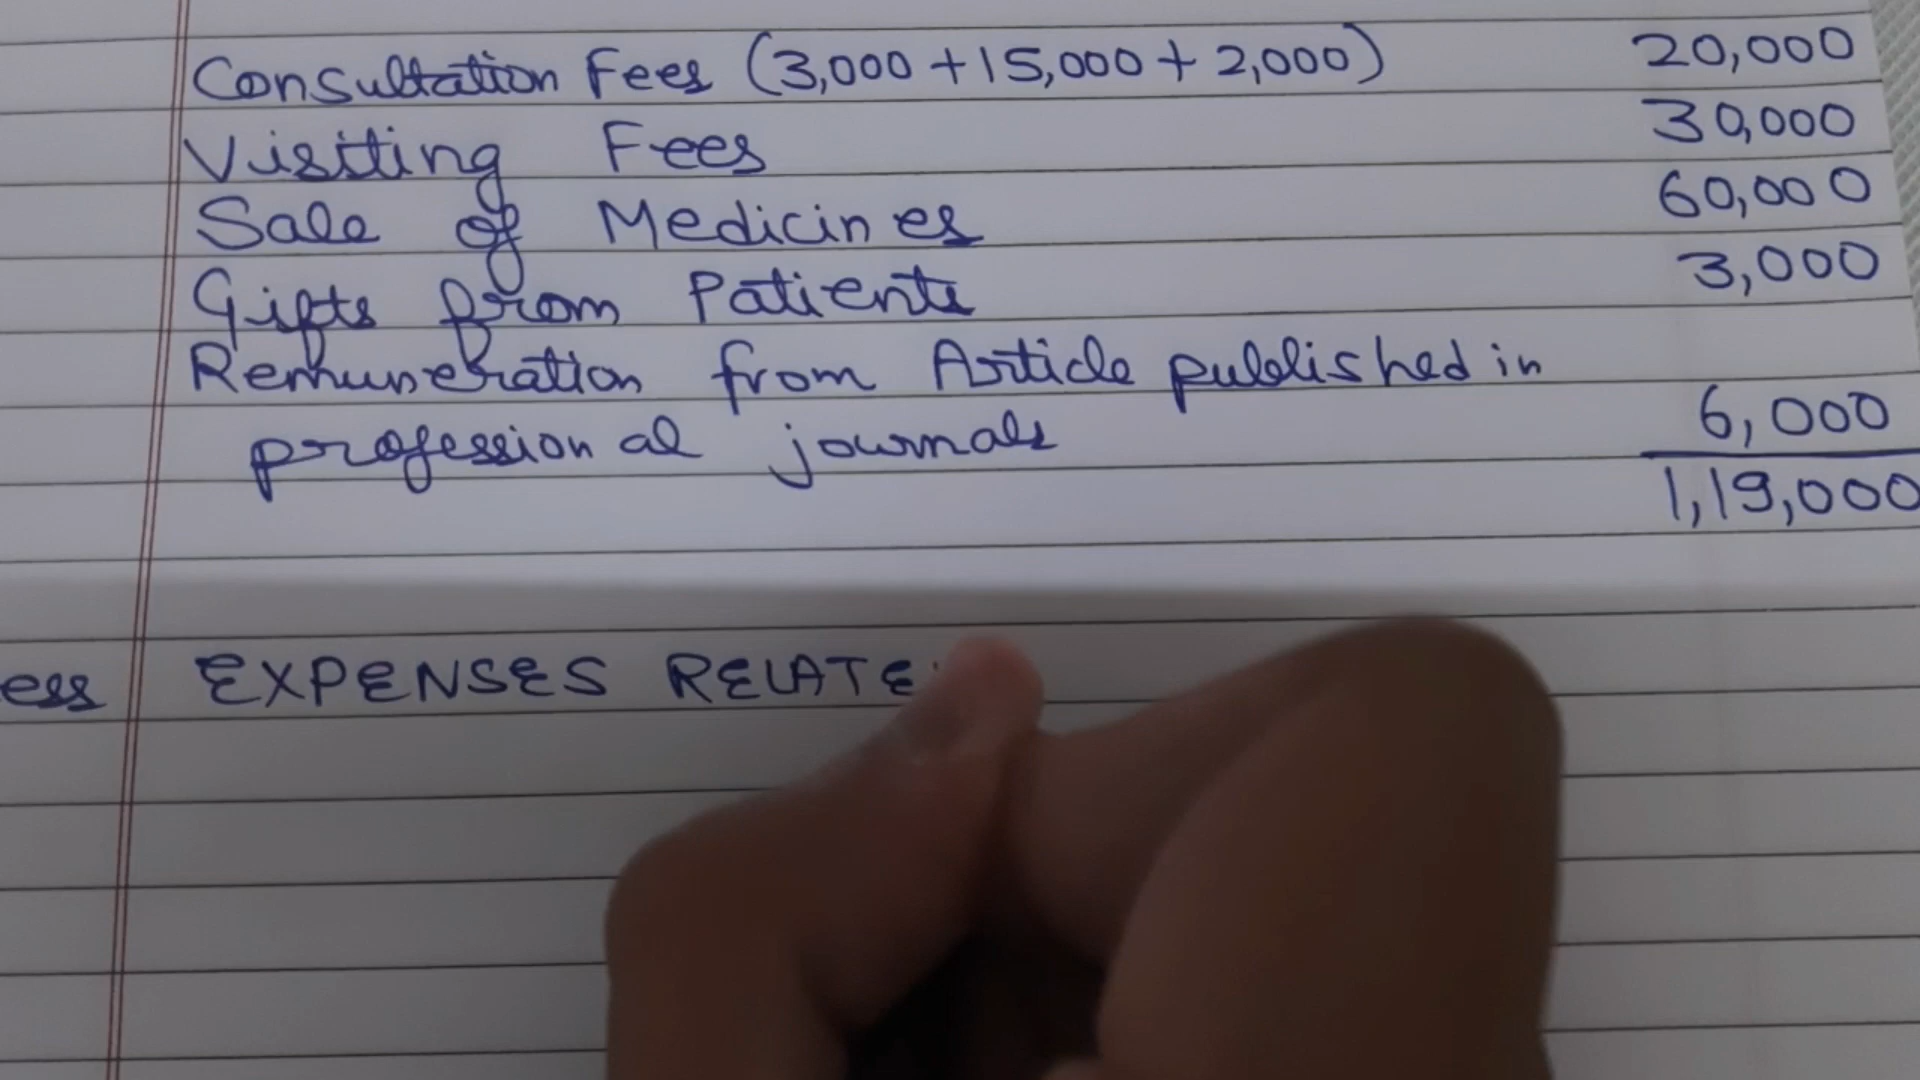 Consultation Fees (3,000 + 15,000 + 2,000) 20,000
Visiting Fees 30,000
Sale of Medicines 60,000
Gifts from Patients 3,000
Remuneration from Article published in
professional journals 6,000
1,19,000
ess EXPENSES RELATE